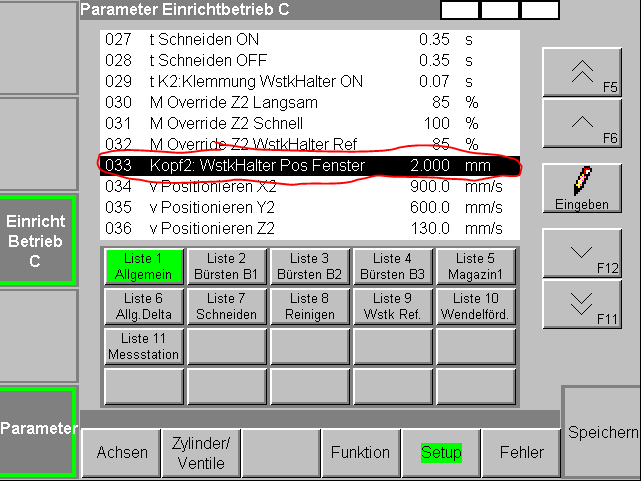 Parameter Einrichtbetrieb C
027 t Schneiden ON 0.35 s
028 t Schneiden OFF 0.35 s
029 t K2:Klemmung WstkHalter ON 0.07 s
030 M Override Z2 Langsam 85 %
031 M Override Z2 Schnell 100 %
032 M Override Z2 WstkHalter Ref 85 %
033 Kopf2: WstkHalter Pos Fenster 2.000 mm
034 v Positionieren X2 900.0 mm/s
035 v Positionieren Y2 600.0 mm/s
036 v Positionieren Z2 130.0 mm/s
F5
F6
Eingeben
F12
F11
Einricht
Betrieb
C
Liste 1
Allgemein
Liste 2
Bürsten B1
Liste 3
Bürsten B2
Liste 4
Bürsten B3
Liste 5
Magazin1
Liste 6
Allg.Delta
Liste 7
Schneiden
Liste 8
Reinigen
Liste 9
Wstk Ref.
Liste 10
Wendelförd.
Liste 11
Messstation
Parameter
Achsen
Zylinder/
Ventile
Funktion
Setup
Fehler
Speichern